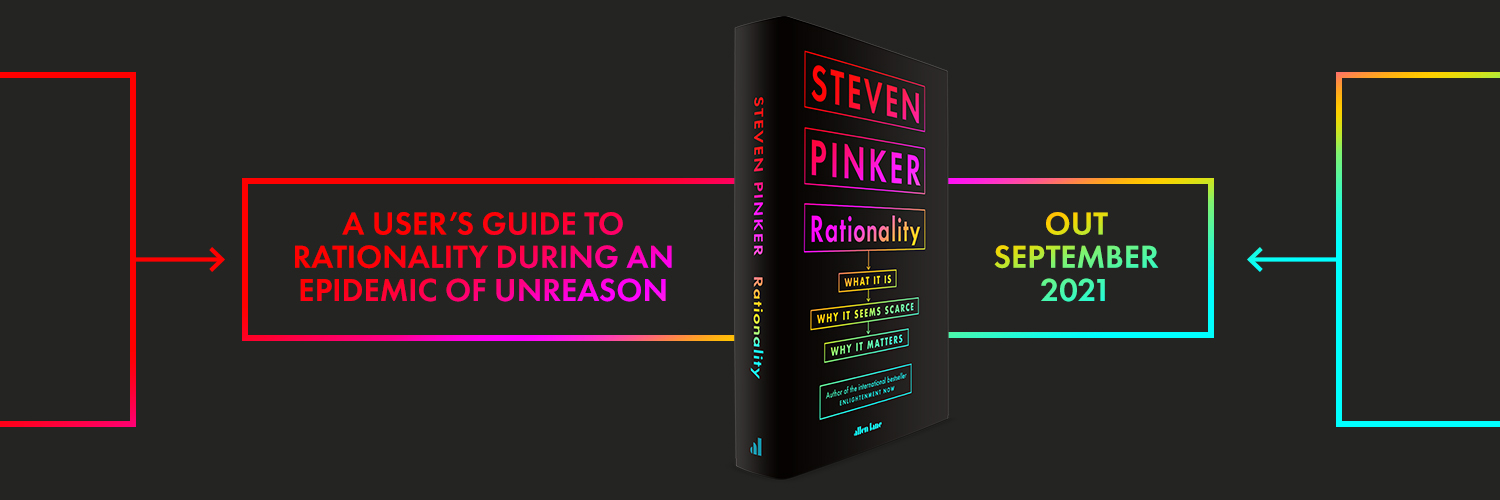 A USER'S GUIDE TO
RATIONALITY DURING AN
EPIDEMIC OF UNREASON
STEVEN PINKER Rationality
STEVEN
PINKER
Rationality
WHAT IT IS
WHY IT SEEMS SCARCE
WHY IT MATTERS
Author of the international bestseller
ENLIGHTENMENT NOW
allen lane
OUT
SEPTEMBER
2021